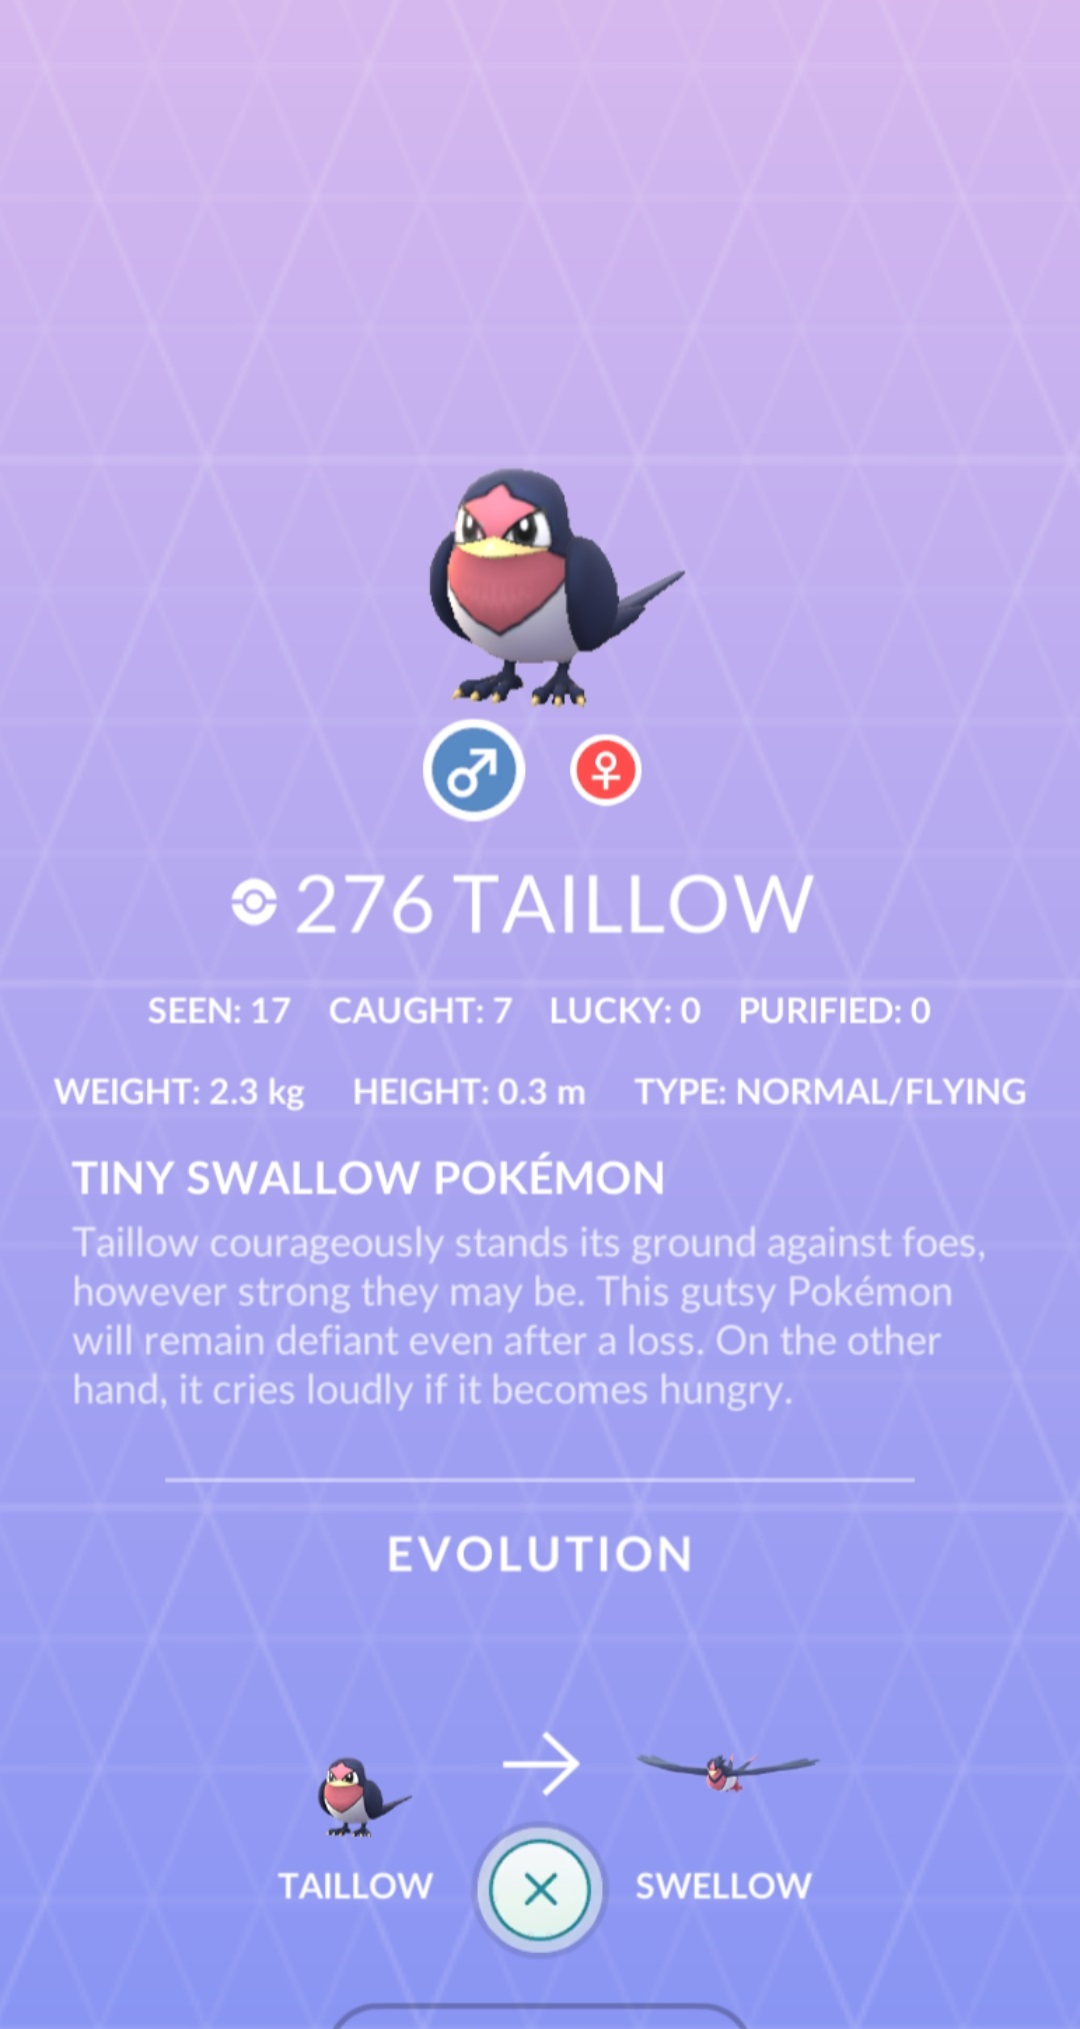 276 TAILLOW
SEEN: 17 CAUGHT: 7 LUCKY: 0 PURIFIED: 0
WEIGHT: 2.3 kg HEIGHT: 0.3 m TYPE: NORMAL/FLYING
TINY SWALLOW POKÉMON
Taillow courageously stands its ground against foes,
however strong they may be. This gutsy Pokémon
will remain defiant even after a loss. On the other
hand, it cries loudly if it becomes hungry.
EVOLUTION
TAILLOW SWELLOW